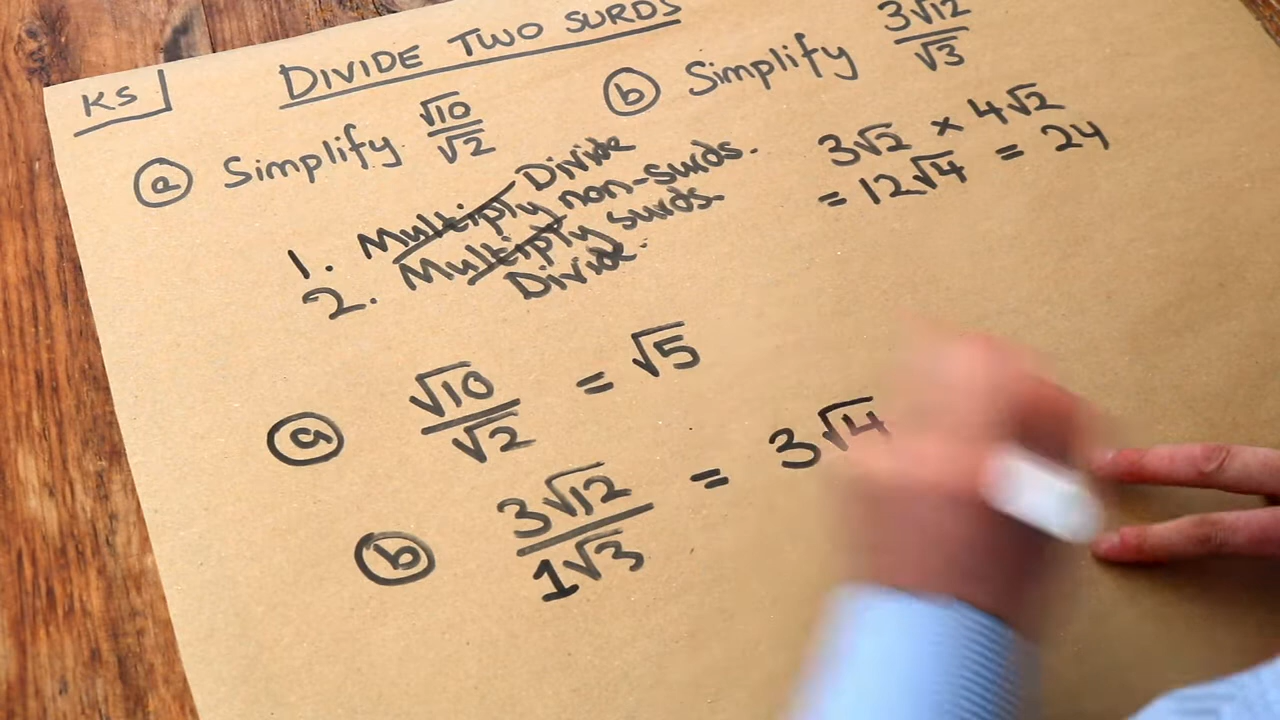 KS
DIVIDE TWO SURDS
ⓐ Simplify √10/√2
ⓑ Simplify 3√12/√3
1. Multiply Divide non-surds.
2. Multiply surds.
Divide.
3√2 × 4√2
= 12√4 = 24
ⓐ √10/√2 = √5
ⓑ 3√12/1√3 = 3√4